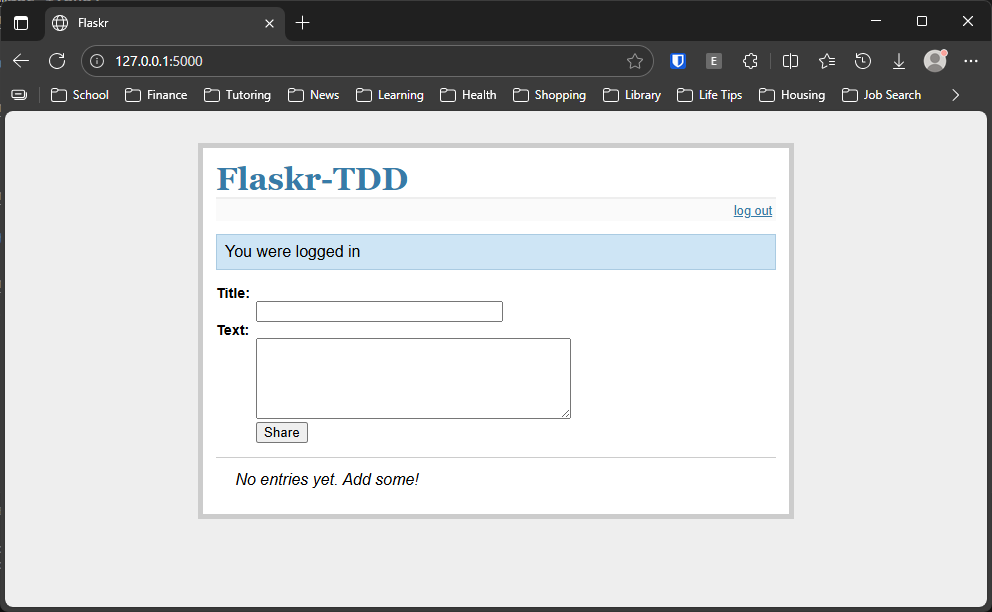 Flaskr
127.0.0.1:5000
E
School Finance Tutoring News Learning Health Shopping Library Life Tips Housing Job Search
Flaskr-TDD
log out
You were logged in
Title:
Text:
Share
No entries yet. Add some!